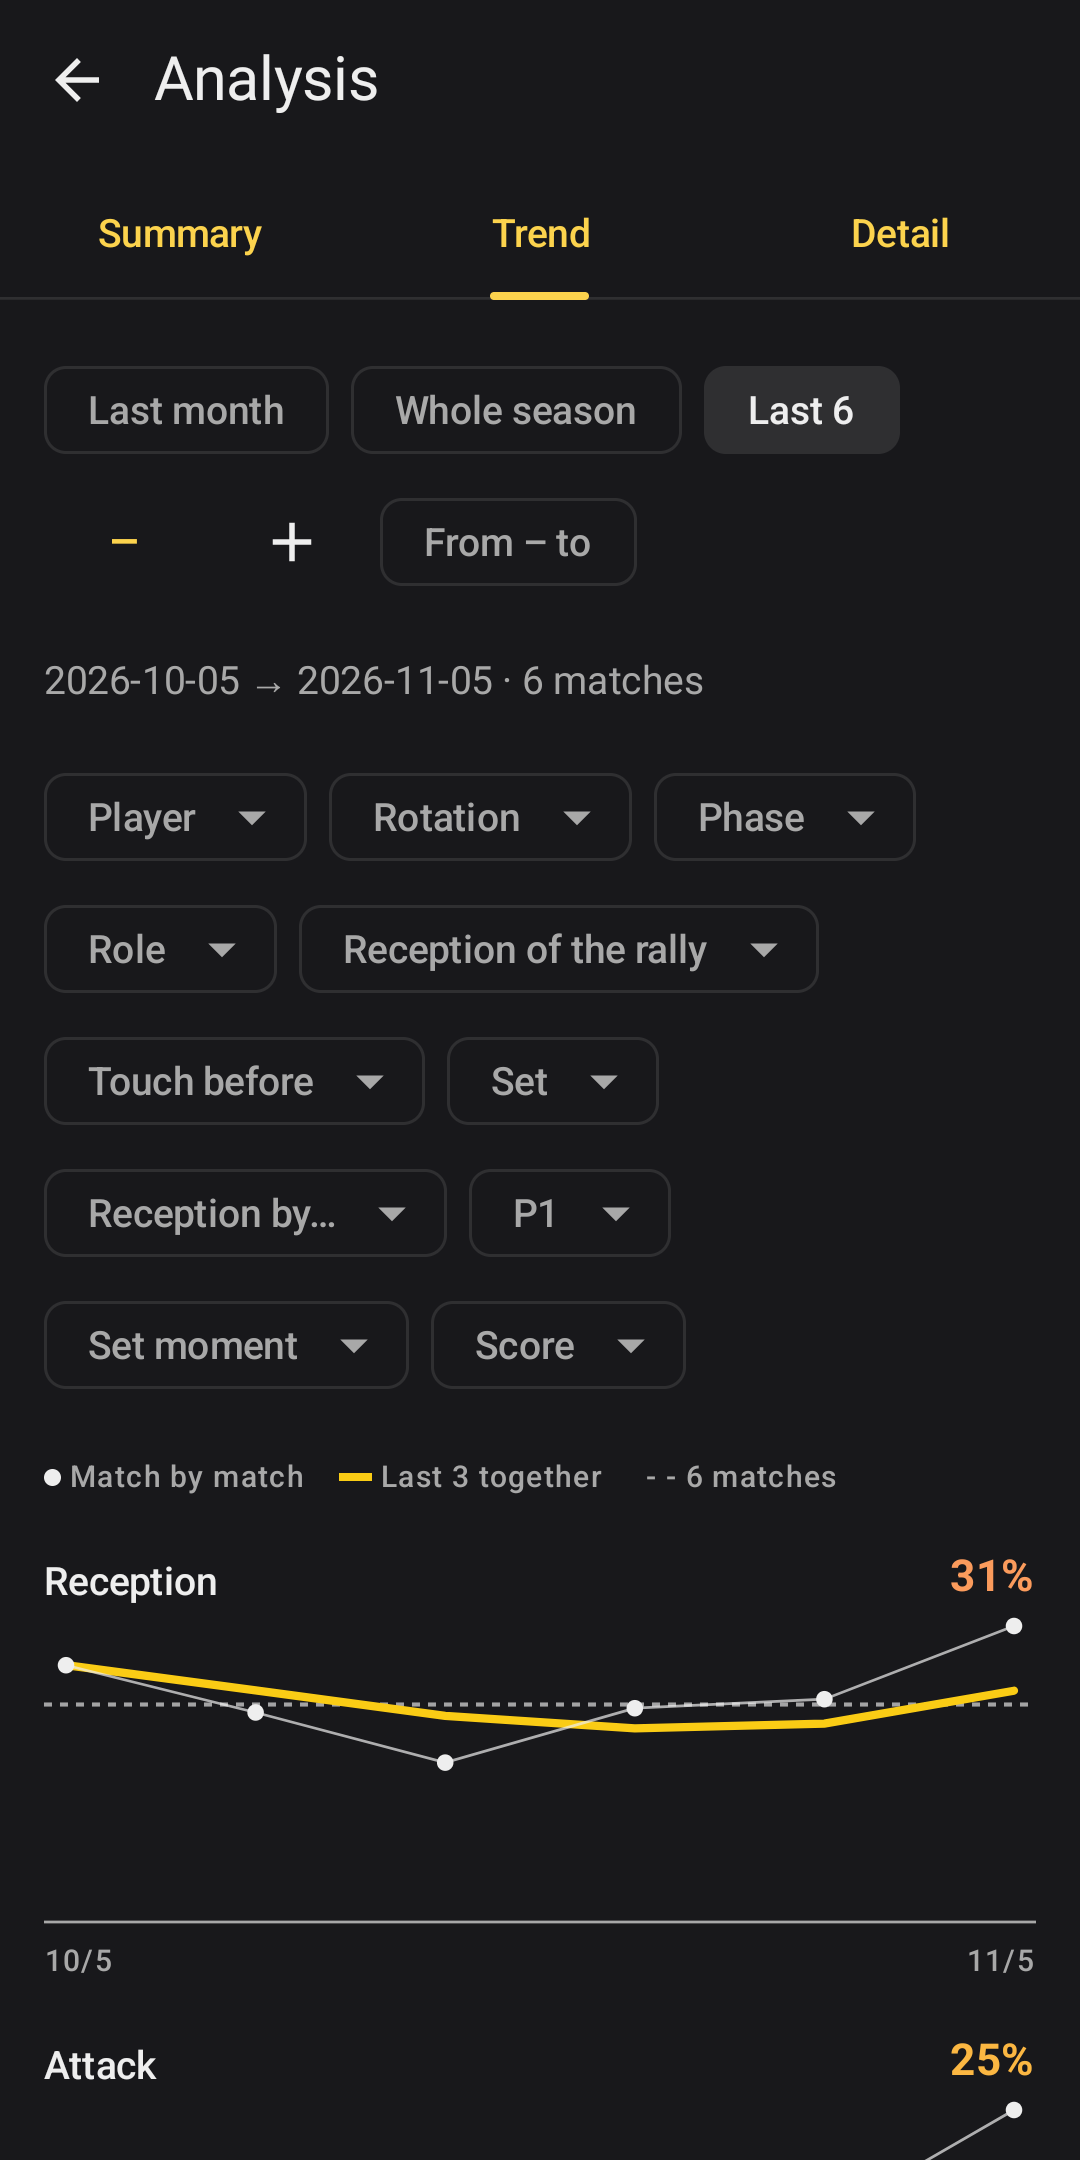 Analysis
Summary Trend Detail
Last month Whole season Last 6
− + From – to
2026-10-05 → 2026-11-05 · 6 matches
Player Rotation Phase
Role Reception of the rally
Touch before Set
Reception by… P1
Set moment Score
Match by match Last 3 together - - 6 matches
Reception 31%
10/5 11/5
Attack 25%